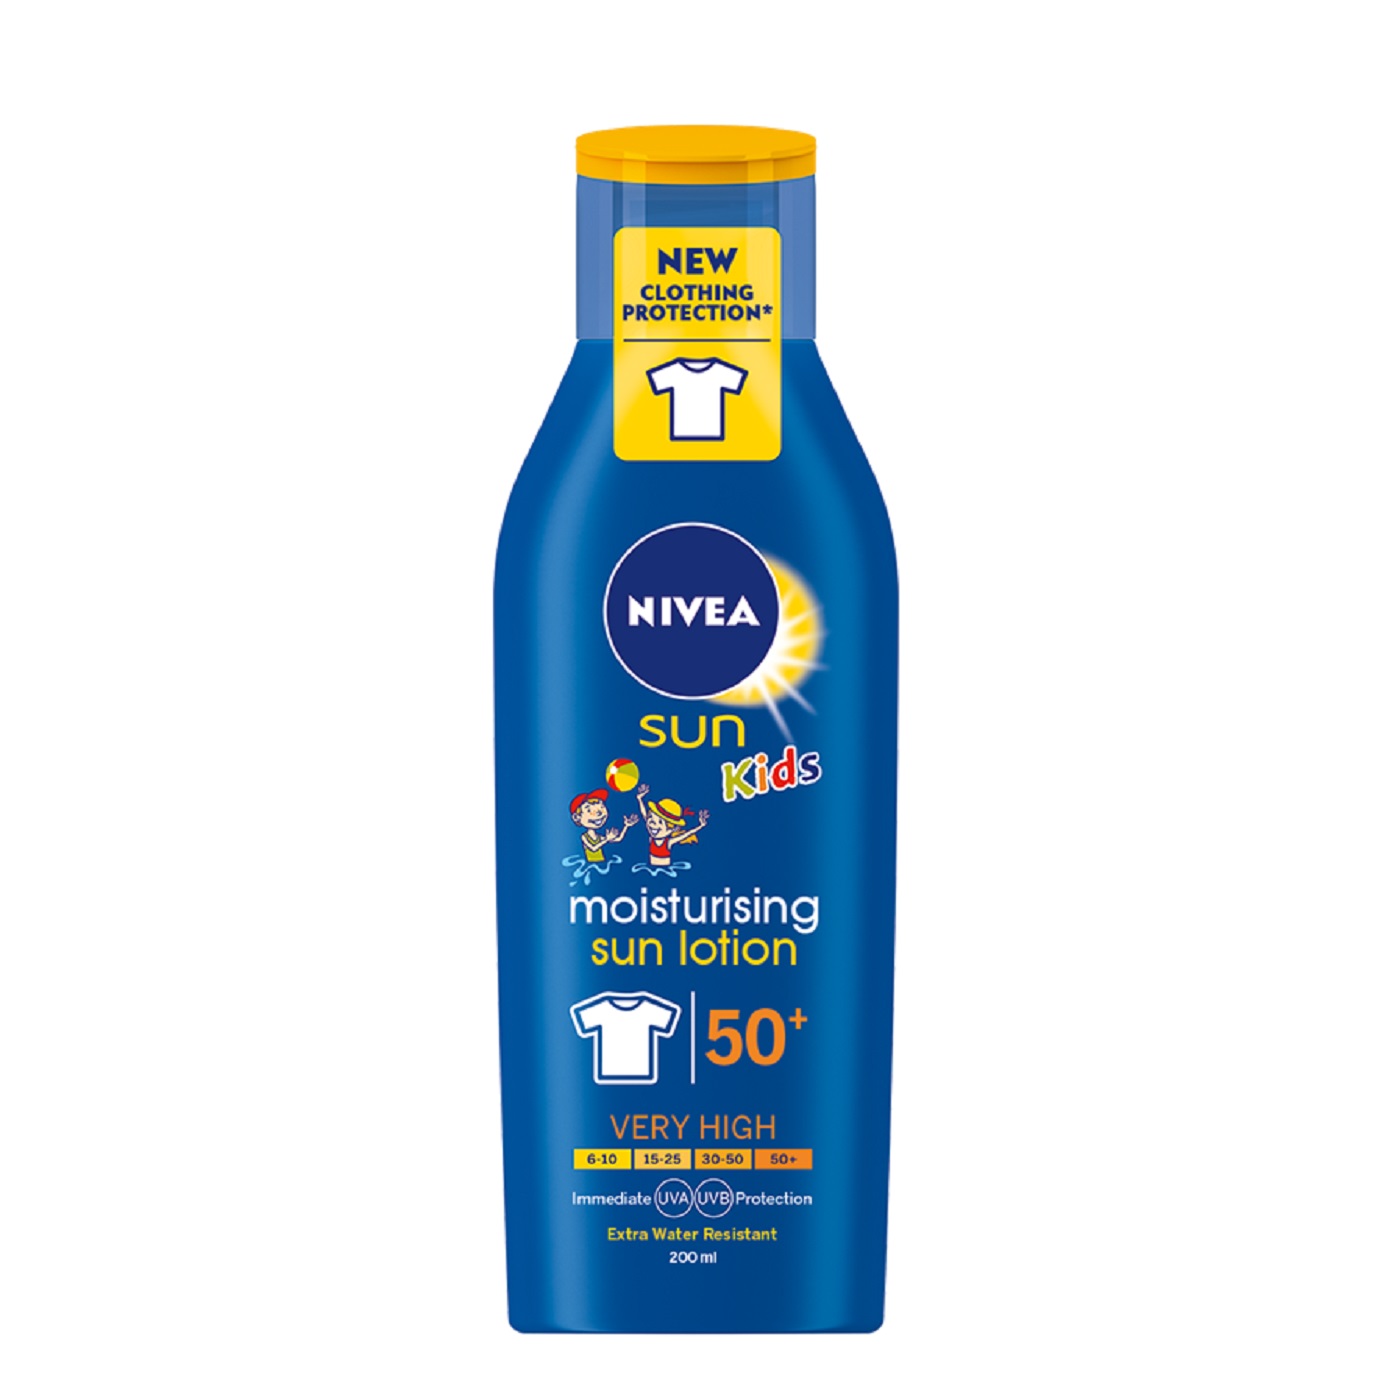 NEW
CLOTHING
PROTECTION*
NIVEA
sun
Kids
moisturising
sun lotion
50+
VERY HIGH
6-10 15-25 30-50 50+
Immediate UVA UVB Protection
Extra Water Resistant
200 ml